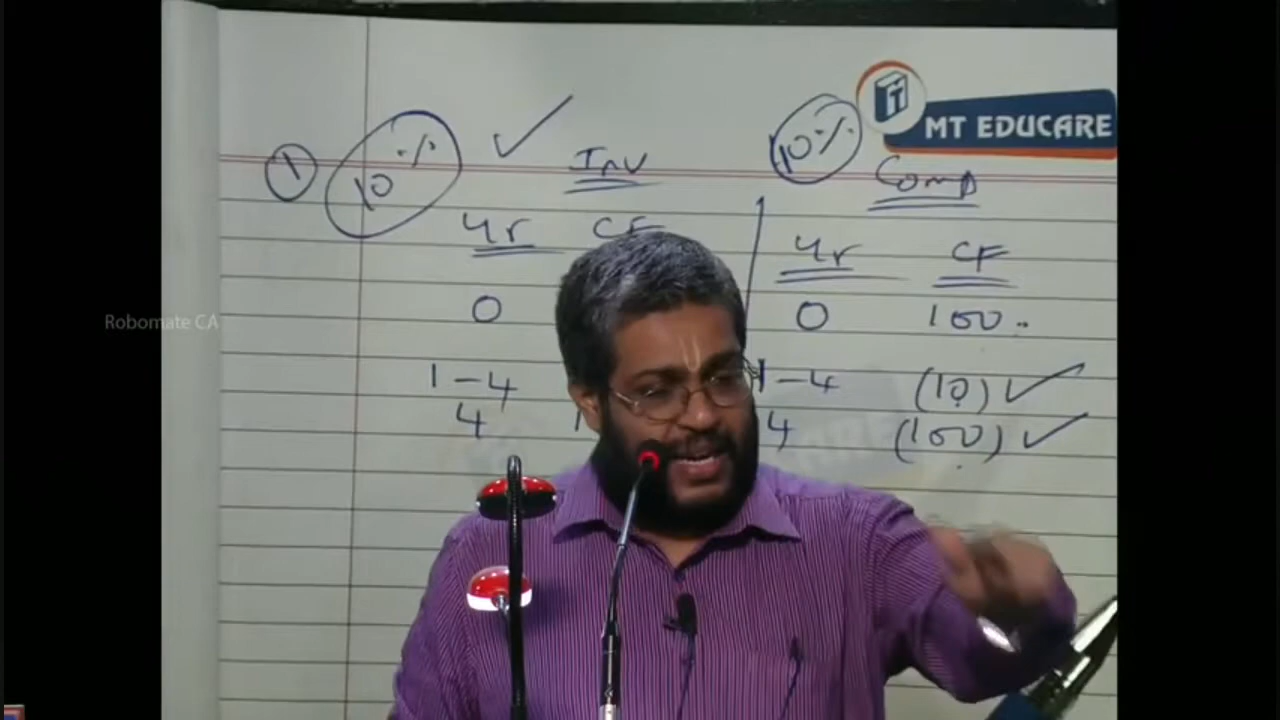 MT EDUCARE
① 10% ✓ Inv 10% Comp
Yr CF Yr CF
0 0 100
1-4 1-4 (10) ✓
4 1 4 (100) ✓
Robomate CA